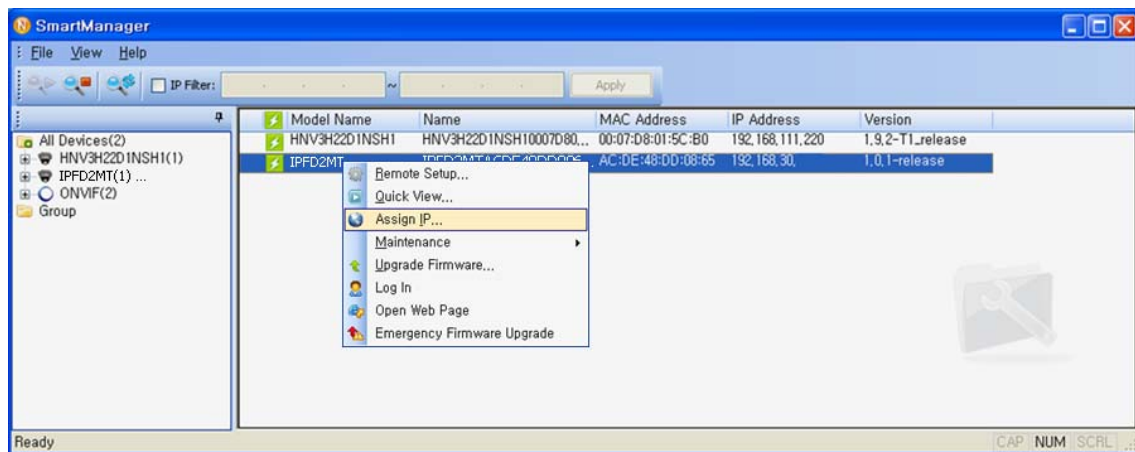 SmartManager
File View Help
IP Filter: ~ Apply
All Devices(2)
HNV3H22D1NSH1(1)
IPFD2MT(1) ...
ONVIF(2)
Group
Model Name Name MAC Address IP Address Version
HNV3H22D1NSH1 HNV3H22D1NSH10007D80... 00:07:D8:01:5C:B0 192,168,111,220 1,9,2-T1_release
IPFD2MT AC:DE:48:DD:08:65 192,168,30, 1,0,1-release
Remote Setup...
Quick View...
Assign IP...
Maintenance
Upgrade Firmware...
Log In
Open Web Page
Emergency Firmware Upgrade
Ready CAP NUM SCRL